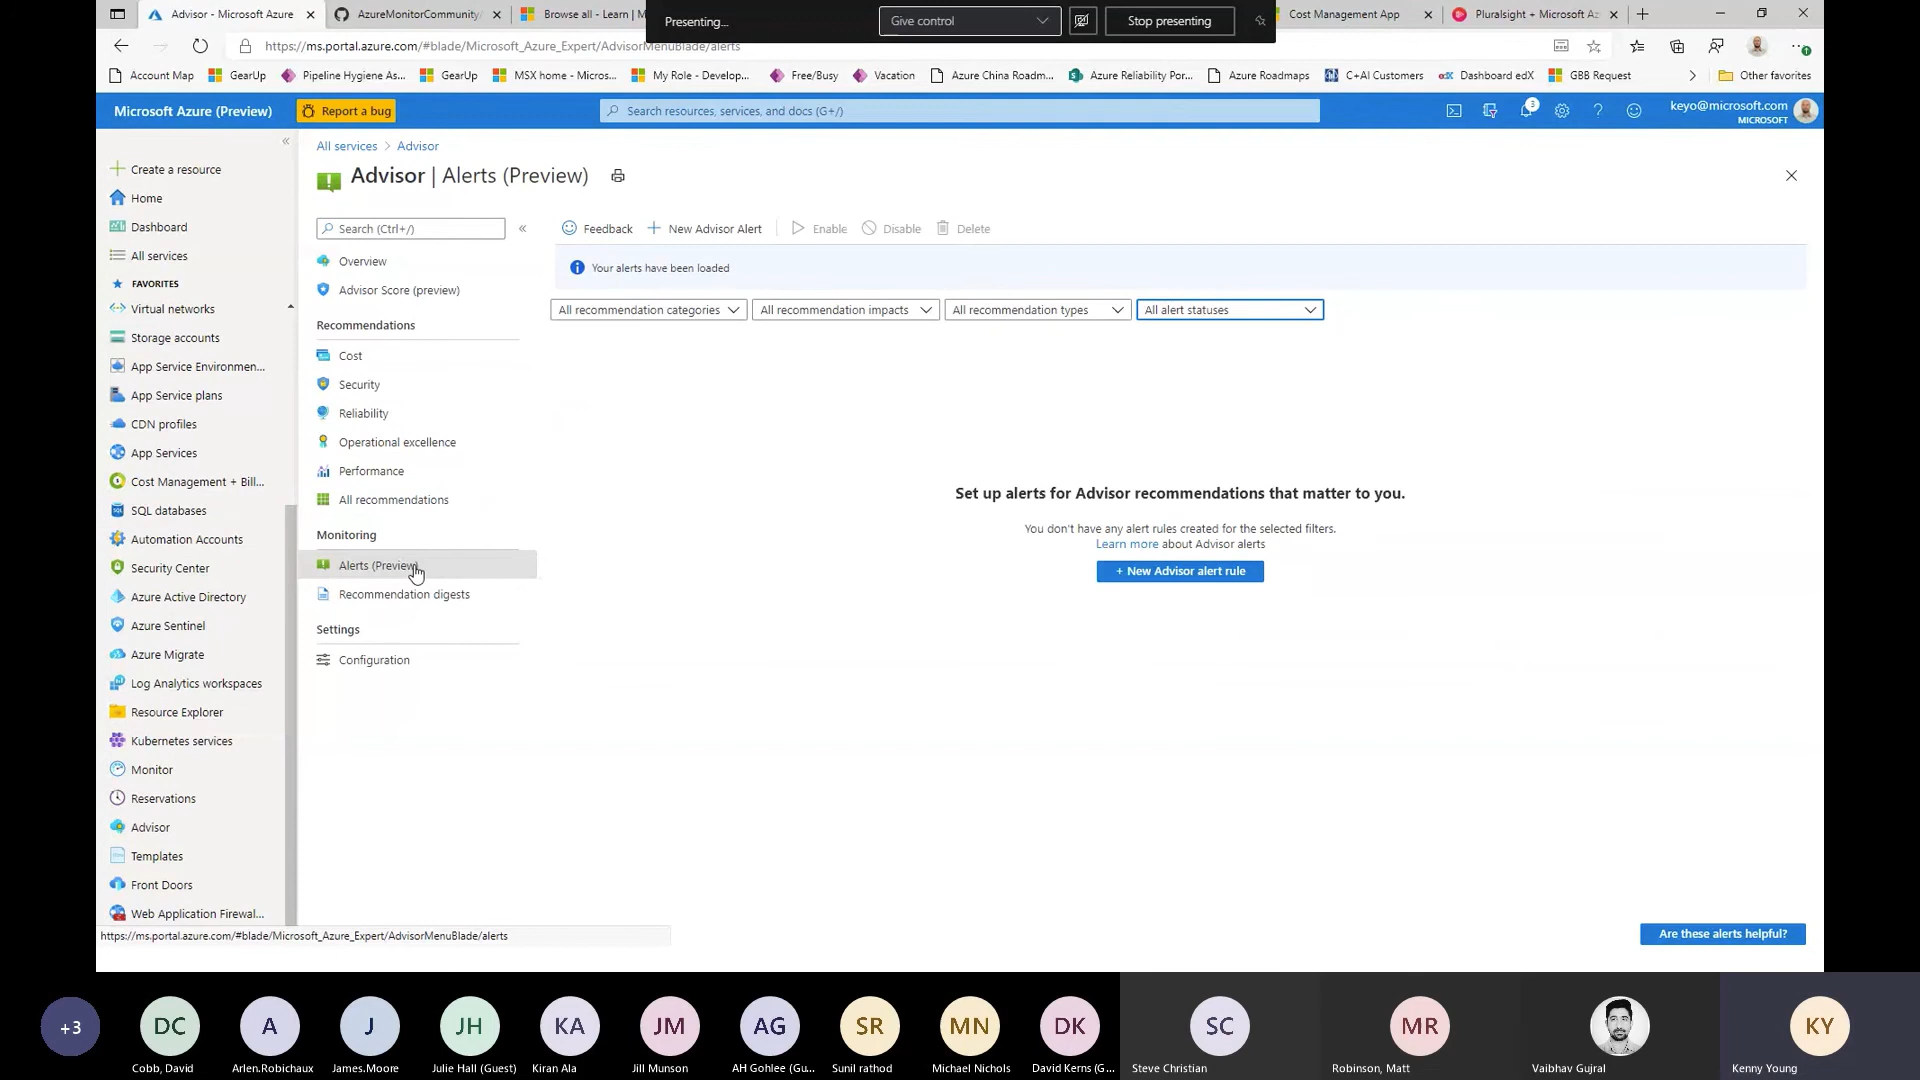 Advisor - Microsoft Azure
AzureMonitorCommunity/
Browse all - Learn | M
Presenting...
Give control
Stop presenting
Cost Management App
Pluralsight + Microsoft Az
https://ms.portal.azure.com/#blade/Microsoft_Azure_Expert/AdvisorMenuBlade/alerts
Account Map
GearUp
Pipeline Hygiene As...
GearUp
MSX home - Micros...
My Role - Develop...
Free/Busy
Vacation
Azure China Roadm...
Azure Reliability Por...
Azure Roadmaps
C+AI Customers
Dashboard edX
GBB Request
Other favorites
Microsoft Azure (Preview)
Report a bug
Search resources, services, and docs (G+/)
3
keyo@microsoft.com
MICROSOFT
Create a resource
Home
Dashboard
All services
FAVORITES
Virtual networks
Storage accounts
App Service Environmen...
App Service plans
CDN profiles
App Services
Cost Management + Bill...
SQL databases
Automation Accounts
Security Center
Azure Active Directory
Azure Sentinel
Azure Migrate
Log Analytics workspaces
Resource Explorer
Kubernetes services
Monitor
Reservations
Advisor
Templates
Front Doors
Web Application Firewal...
https://ms.portal.azure.com/#blade/Microsoft_Azure_Expert/AdvisorMenuBlade/alerts
All services > Advisor
Advisor | Alerts (Preview)
Search (Ctrl+/)
Overview
Advisor Score (preview)
Recommendations
Cost
Security
Reliability
Operational excellence
Performance
All recommendations
Monitoring
Alerts (Preview)
Recommendation digests
Settings
Configuration
Feedback
New Advisor Alert
Enable
Disable
Delete
Your alerts have been loaded
All recommendation categories
All recommendation impacts
All recommendation types
All alert statuses
Set up alerts for Advisor recommendations that matter to you.
You don't have any alert rules created for the selected filters.
Learn more about Advisor alerts
+ New Advisor alert rule
Are these alerts helpful?
+3
DC
Cobb, David
A
Arlen.Robichaux
J
James.Moore
JH
Julie Hall (Guest)
KA
Kiran Ala
JM
Jill Munson
AG
AH Gohlee (Gu...
SR
Sunil rathod
MN
Michael Nichols
DK
David Kerns (G...
SC
Steve Christian
MR
Robinson, Matt
Vaibhav Gujral
KY
Kenny Young